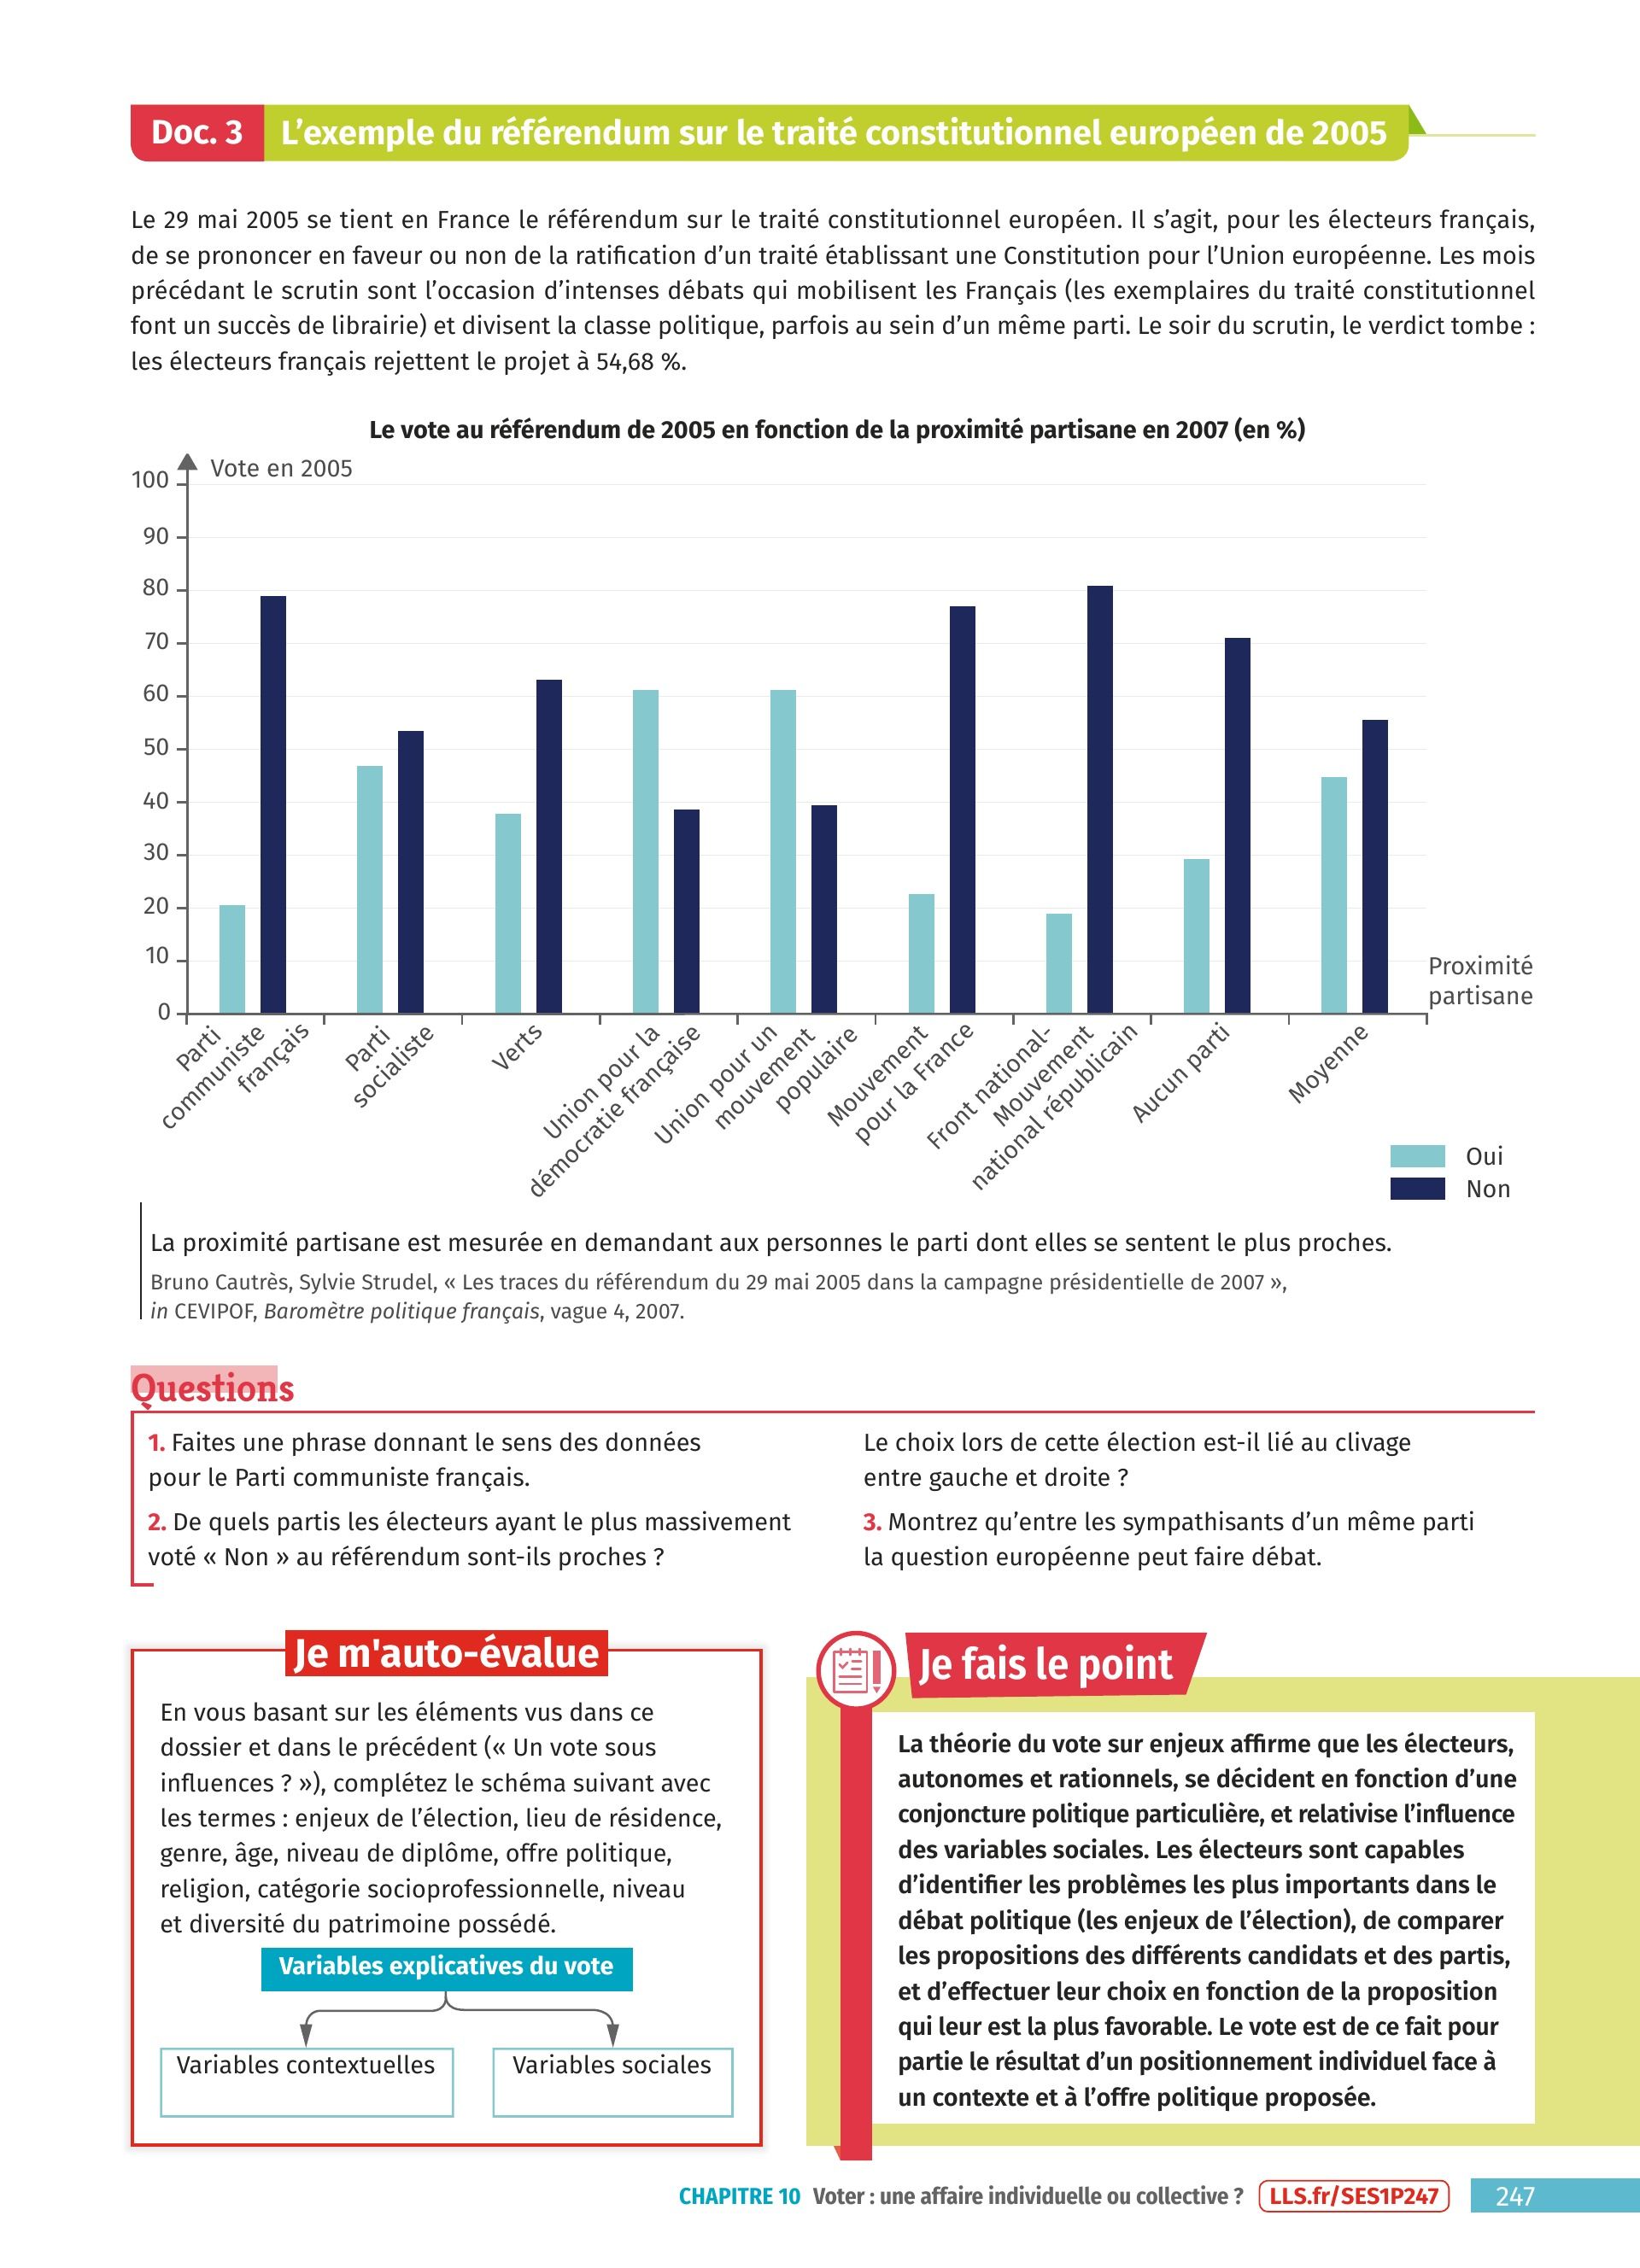 Doc. 3 L’exemple du référendum sur le traité constitutionnel européen de 2005
Le 29 mai 2005 se tient en France le référendum sur le traité constitutionnel européen. Il s’agit, pour les électeurs français,
de se prononcer en faveur ou non de la ratification d’un traité établissant une Constitution pour l’Union européenne. Les mois
précédant le scrutin sont l’occasion d’intenses débats qui mobilisent les Français (les exemplaires du traité constitutionnel
font un succès de librairie) et divisent la classe politique, parfois au sein d’un même parti. Le soir du scrutin, le verdict tombe :
les électeurs français rejettent le projet à 54,68 %.
Le vote au référendum de 2005 en fonction de la proximité partisane en 2007 (en %)
Vote en 2005
100
90
80
70
60
50
40
30
20
10
0
Proximité
partisane
Parti
communiste
français
Parti
socialiste
Verts
Union pour la
démocratie française
Union pour un
mouvement
populaire
Mouvement
pour la France
Front national-
Mouvement
national républicain
Aucun parti
Moyenne
Oui
Non
La proximité partisane est mesurée en demandant aux personnes le parti dont elles se sentent le plus proches.
Bruno Cautrès, Sylvie Strudel, « Les traces du référendum du 29 mai 2005 dans la campagne présidentielle de 2007 »,
in CEVIPOF, Baromètre politique français, vague 4, 2007.
Questions
1. Faites une phrase donnant le sens des données
pour le Parti communiste français.
2. De quels partis les électeurs ayant le plus massivement
voté « Non » au référendum sont-ils proches ?
Le choix lors de cette élection est-il lié au clivage
entre gauche et droite ?
3. Montrez qu’entre les sympathisants d’un même parti
la question européenne peut faire débat.
Je m'auto-évalue
En vous basant sur les éléments vus dans ce
dossier et dans le précédent (« Un vote sous
influences ? »), complétez le schéma suivant avec
les termes : enjeux de l’élection, lieu de résidence,
genre, âge, niveau de diplôme, offre politique,
religion, catégorie socioprofessionnelle, niveau
et diversité du patrimoine possédé.
Variables explicatives du vote
Variables contextuelles
Variables sociales
Je fais le point
La théorie du vote sur enjeux affirme que les électeurs,
autonomes et rationnels, se décident en fonction d’une
conjoncture politique particulière, et relativise l’influence
des variables sociales. Les électeurs sont capables
d’identifier les problèmes les plus importants dans le
débat politique (les enjeux de l’élection), de comparer
les propositions des différents candidats et des partis,
et d’effectuer leur choix en fonction de la proposition
qui leur est la plus favorable. Le vote est de ce fait pour
partie le résultat d’un positionnement individuel face à
un contexte et à l’offre politique proposée.
CHAPITRE 10 Voter : une affaire individuelle ou collective ? LLS.fr/SES1P247 247